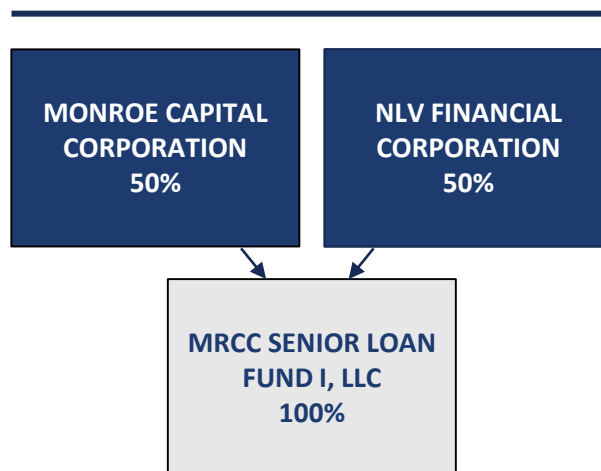 MONROE CAPITAL
CORPORATION
50%
NLV FINANCIAL
CORPORATION
50%
MRCC SENIOR LOAN
FUND I, LLC
100%